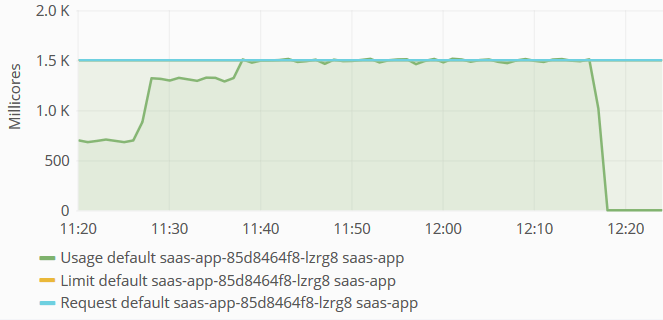 2.0 K
1.5 K
1.0 K
500
0
Millicores
11:20 11:30 11:40 11:50 12:00 12:10 12:20
Usage default saas-app-85d8464f8-lzrg8 saas-app
Limit default saas-app-85d8464f8-lzrg8 saas-app
Request default saas-app-85d8464f8-lzrg8 saas-app